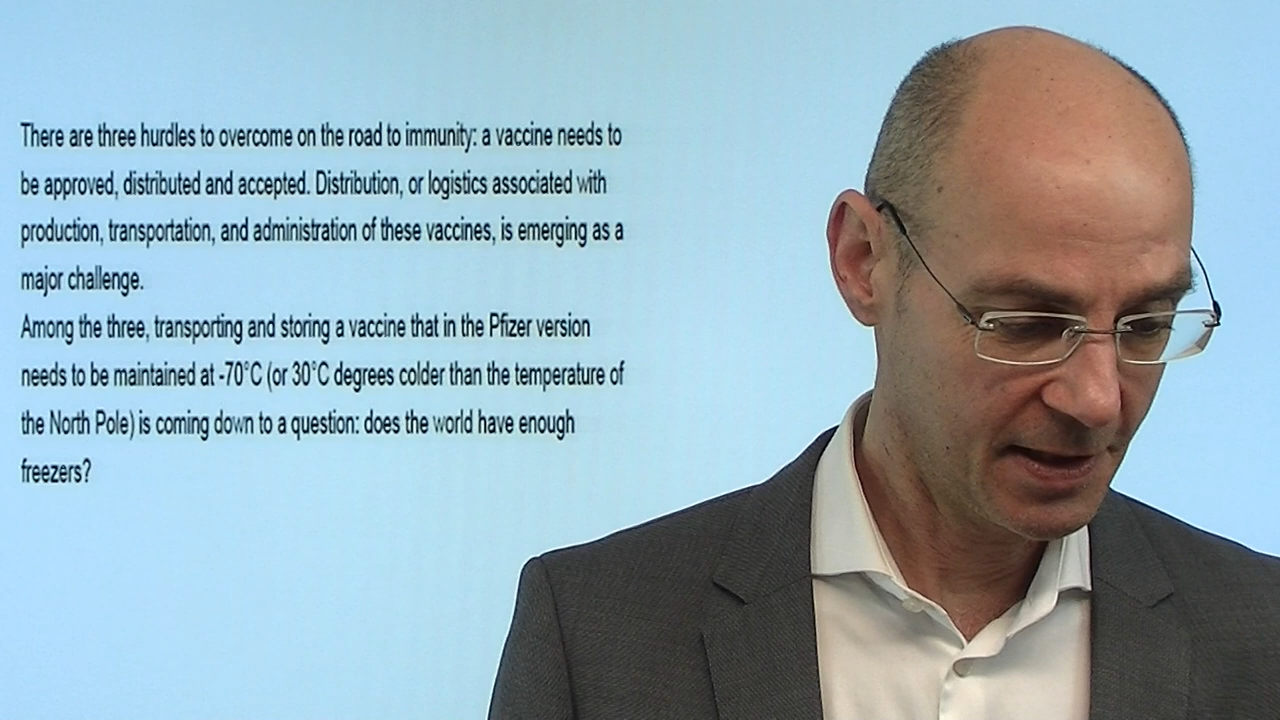 There are three hurdles to overcome on the road to immunity: a vaccine needs to
be approved, distributed and accepted. Distribution, or logistics associated with
production, transportation, and administration of these vaccines, is emerging as a
major challenge.
Among the three, transporting and storing a vaccine that in the Pfizer version
needs to be maintained at -70°C (or 30°C degrees colder than the temperature of
the North Pole) is coming down to a question: does the world have enough
freezers?